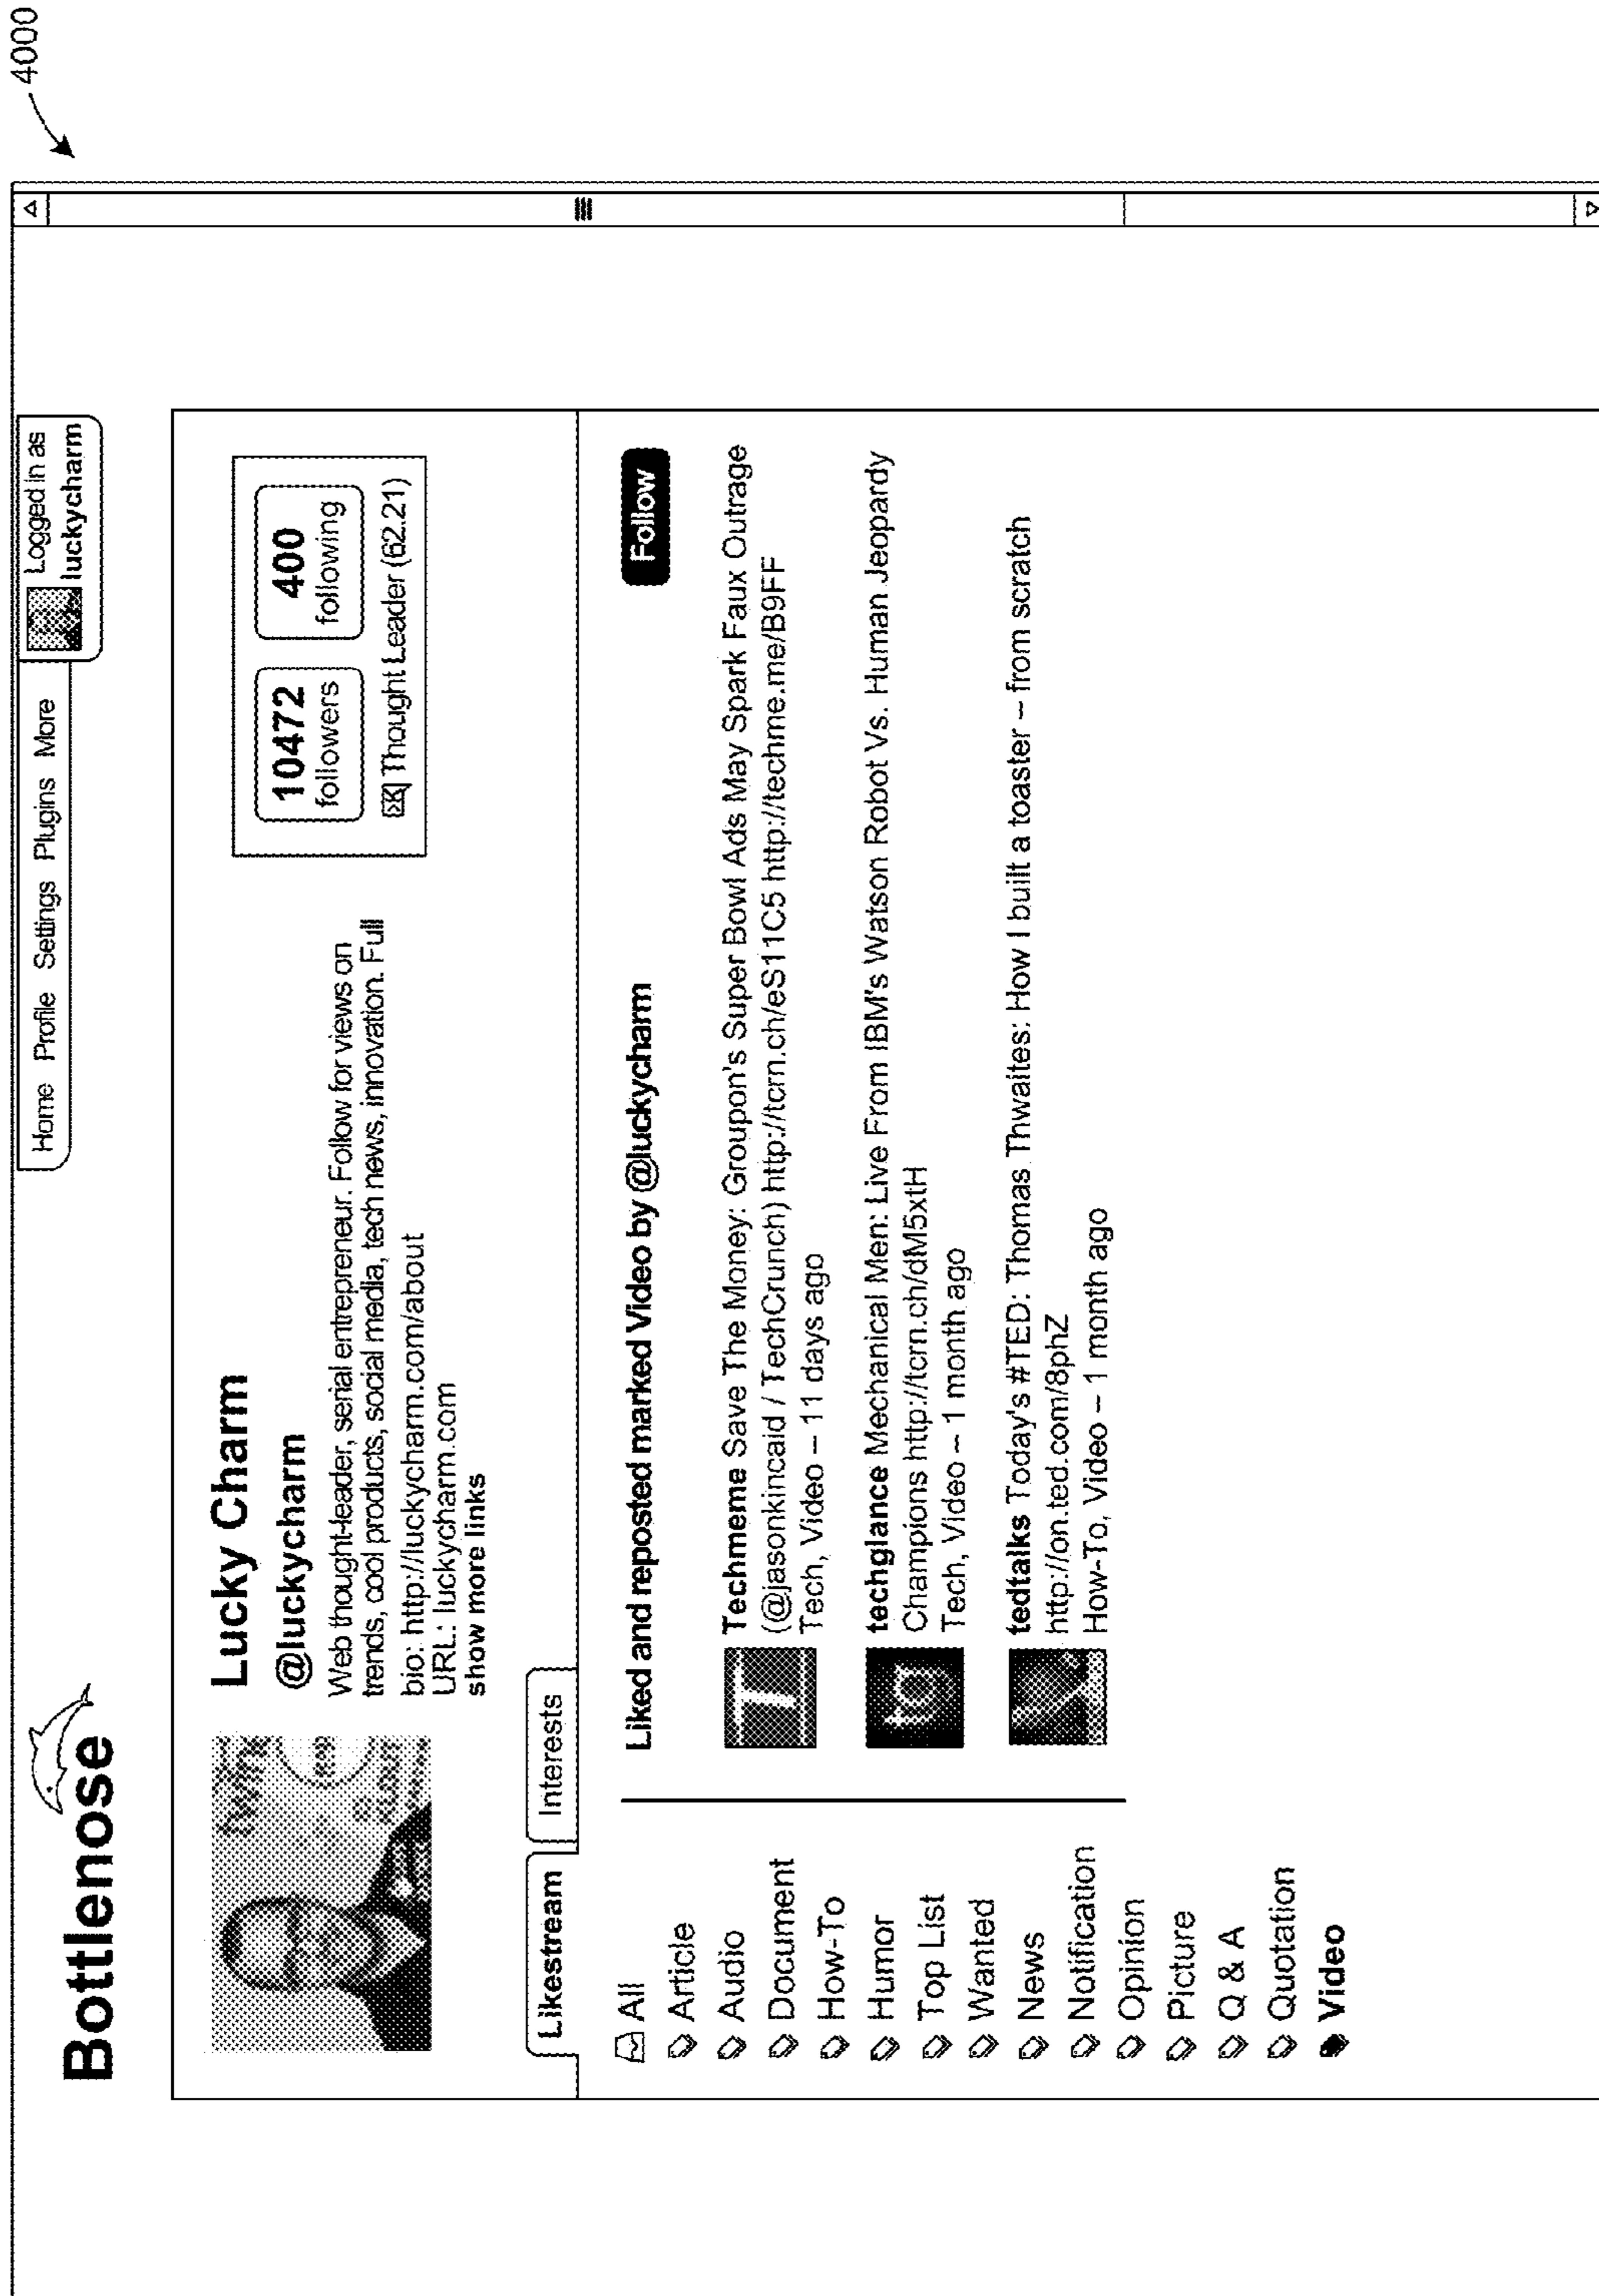 4000
Bottlenose
Home Profile Settings Plugins More
Logged in as
luckycharm
Lucky Charm
@luckycharm
Web thought-leader, serial entrepreneur. Follow for views on
trends, cool products, social media, tech news, innovation. Full
bio: http://luckycharm.com/about
URL: luckycharm.com
show more links
10472
followers
400
following
Thought Leader (62.21)
Likestream
Interests
All
Article
Audio
Document
How-To
Humor
Top List
Wanted
News
Notification
Opinion
Picture
Q & A
Quotation
Video
Liked and reposted marked Video by @luckycharm
Follow
Techmeme Save The Money: Groupon's Super Bowl Ads May Spark Faux Outrage
(@jasonkincaid / TechCrunch) http://tcrn.ch/eS11C5 http://techme.me/B9FF
Tech, Video – 11 days ago
T
techglance Mechanical Men: Live From IBM's Watson Robot Vs. Human Jeopardy
Champions http://tcrn.ch/dM5xtH
Tech, Video – 1 month ago
tg
tedtalks Today's #TED: Thomas Thwaites: How I built a toaster – from scratch
http://on.ted.com/8phZ
How-To, Video – 1 month ago